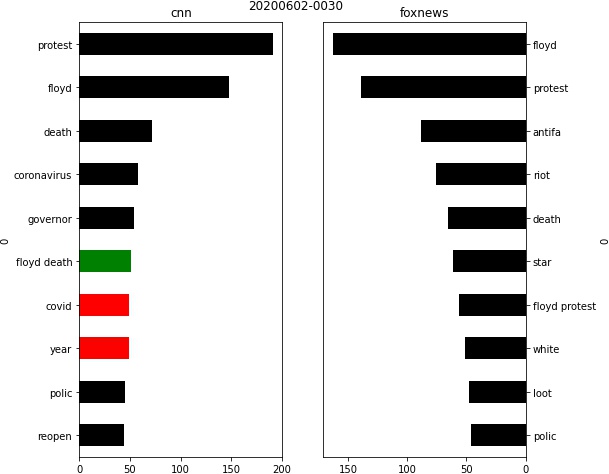 20200602-0030
cnn
foxnews
protest
floyd
death
coronavirus
governor
floyd death
covid
year
polic
reopen
0
0 50 100 150 200
floyd
protest
antifa
riot
death
star
floyd protest
white
loot
polic
0
150 100 50 0